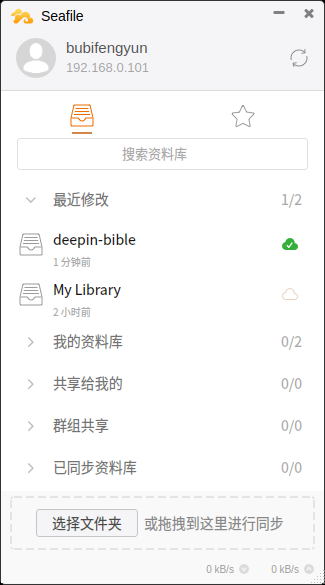 Seafile
bubifengyun
192.168.0.101
搜索资料库
最近修改 1/2
deepin-bible
1 分钟前
My Library
2 小时前
我的资料库 0/2
共享给我的 0/0
群组共享 0/0
已同步资料库 0/0
选择文件夹 或拖拽到这里进行同步
0 kB/s 0 kB/s